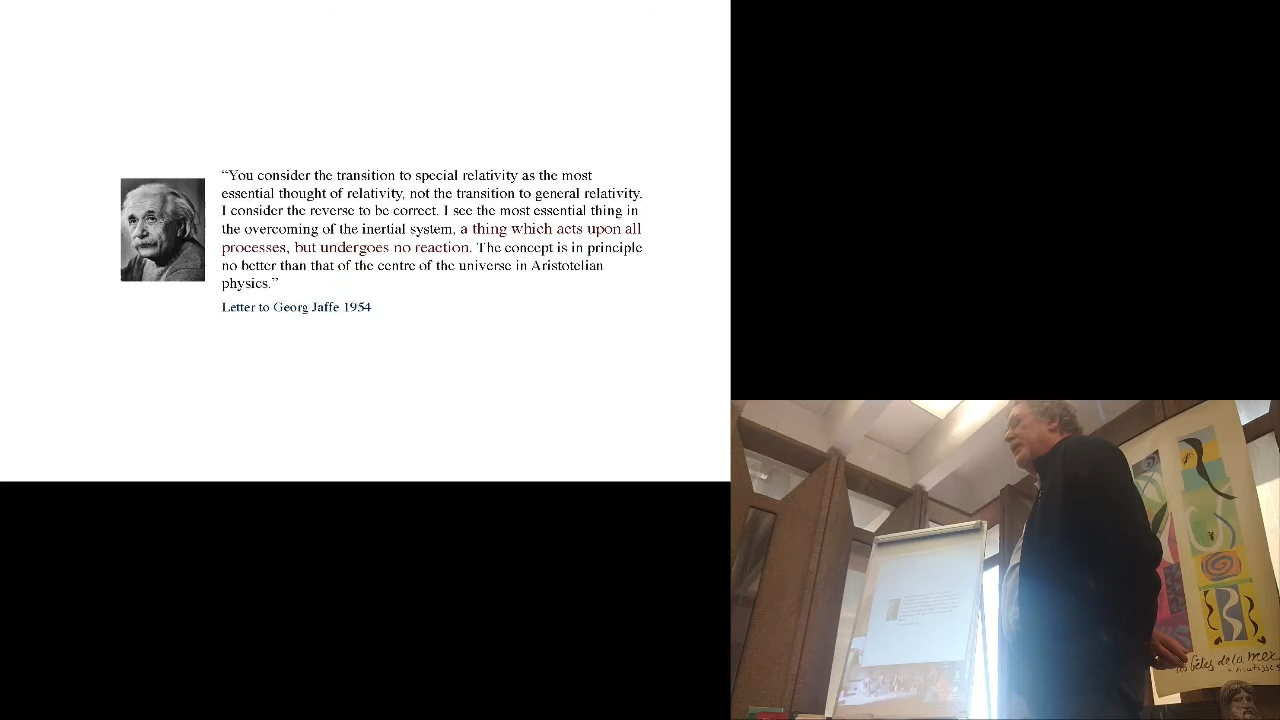 “You consider the transition to special relativity as the most
essential thought of relativity, not the transition to general relativity.
I consider the reverse to be correct. I see the most essential thing in
the overcoming of the inertial system, a thing which acts upon all
processes, but undergoes no reaction. The concept is in principle
no better than that of the centre of the universe in Aristotelian
physics.”
Letter to Georg Jaffe 1954
de la mer